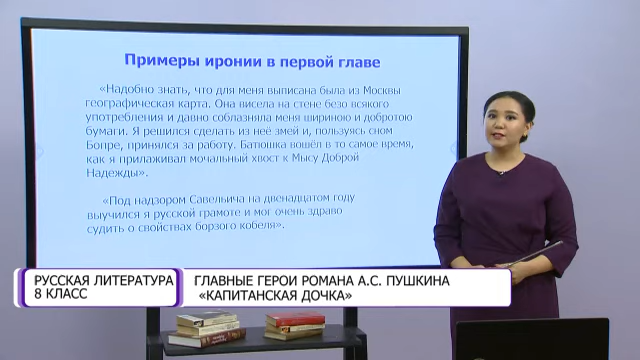 Примеры иронии в первой главе
«Надобно знать, что для меня выписана была из Москвы
географическая карта. Она висела на стене безо всякого
употребления и давно соблазняла меня шириною и добротою
бумаги. Я решился сделать из неё змей и, пользуясь сном
Бопре, принялся за работу. Батюшка вошёл в то самое время,
как я прилаживал мочальный хвост к Мысу Доброй
Надежды».
«Под надзором Савельича на двенадцатом году
выучился я русской грамоте и мог очень здраво
судить о свойствах борзого кобеля».
РУССКАЯ ЛИТЕРАТУРА
8 КЛАСС
ГЛАВНЫЕ ГЕРОИ РОМАНА А.С. ПУШКИНА
«КАПИТАНСКАЯ ДОЧКА»